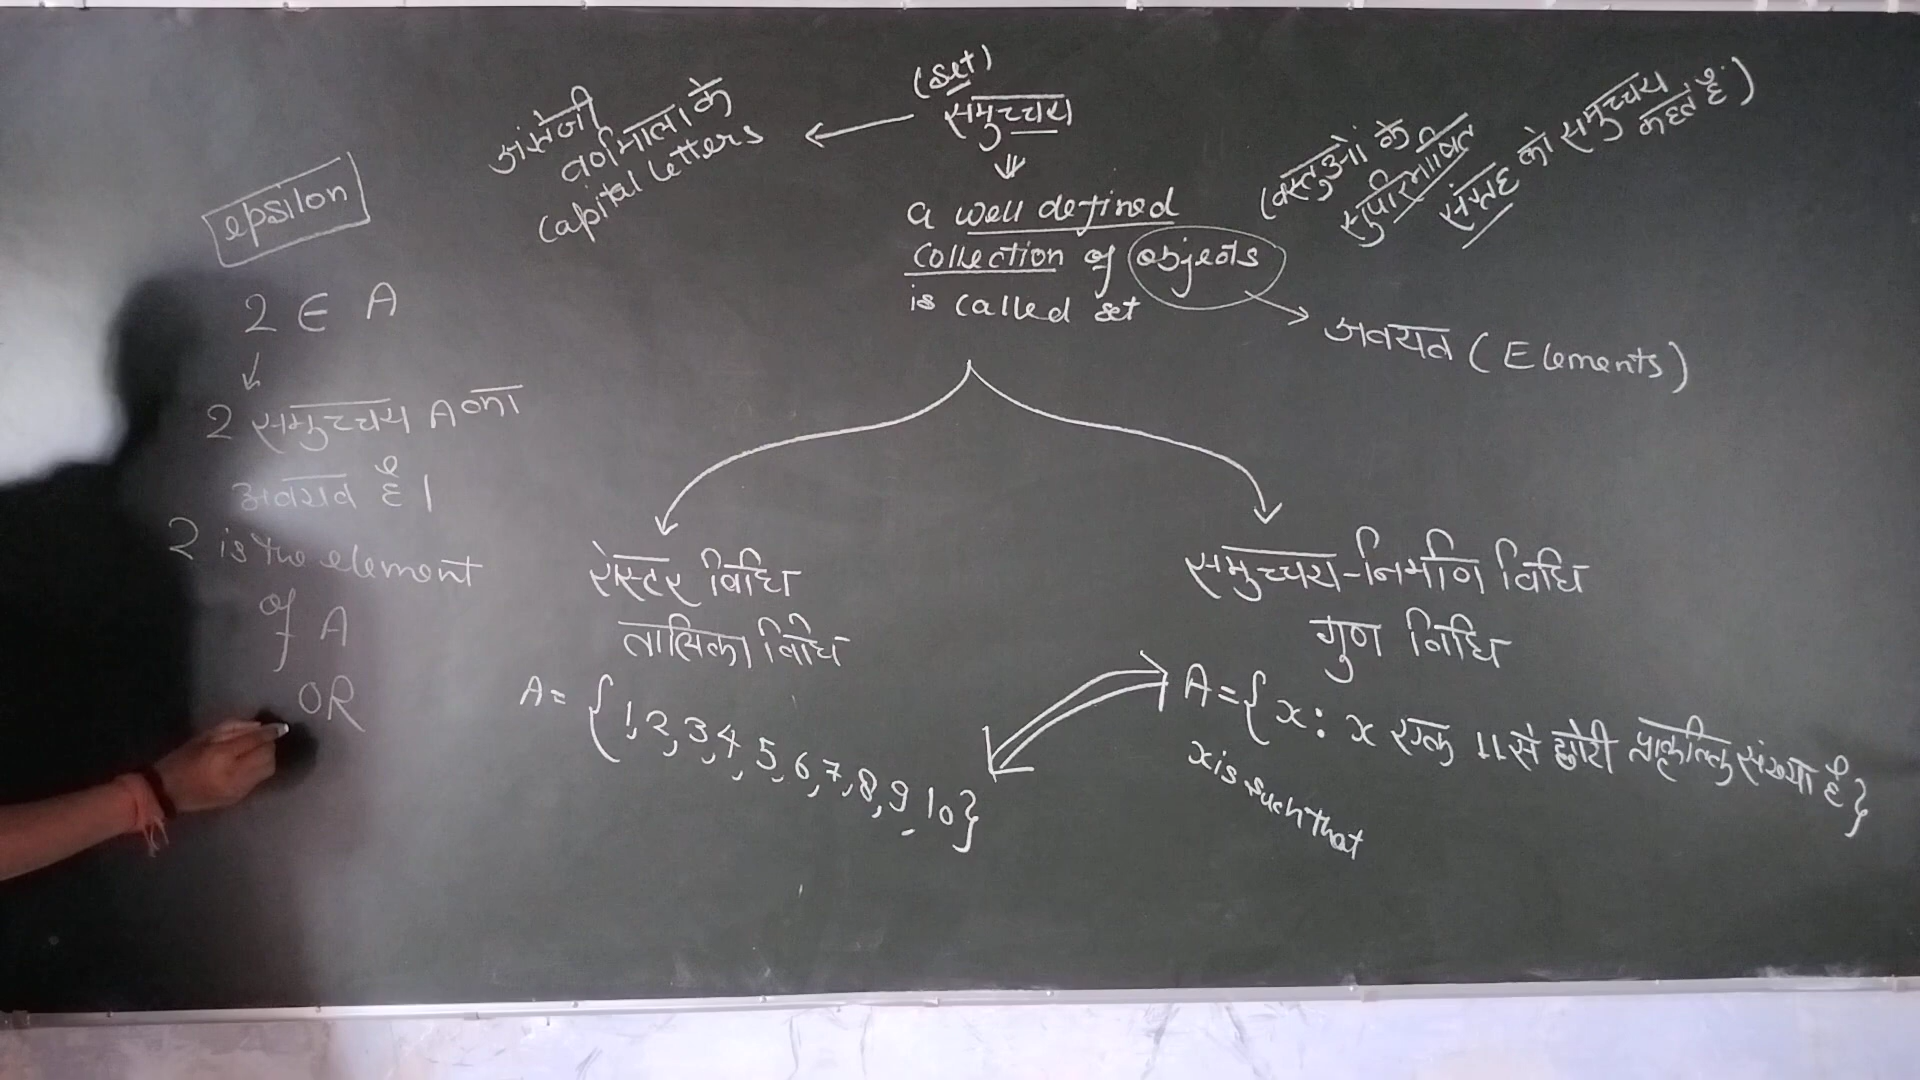 (set)
समुच्चय
अंग्रेजी
वर्णमाला के
capital letters
a well defined
collection of objects
is called set
(वस्तुओं के
सुपरिभाषित
संग्रह को समुच्चय
कहते हैं)
अवयव (Elements)
epsilon
2 ∈ A
2 समुच्चय A का
अवयव है।
2 is the element
of A
OR
रोस्टर विधि
तालिका विधि
A = {1, 2, 3, 4, 5, 6, 7, 8, 9, 10}
समुच्चय-निर्माण विधि
गुण विधि
A = {x : x एक 11 से छोटी प्राकृतिक संख्या है}
x is such that